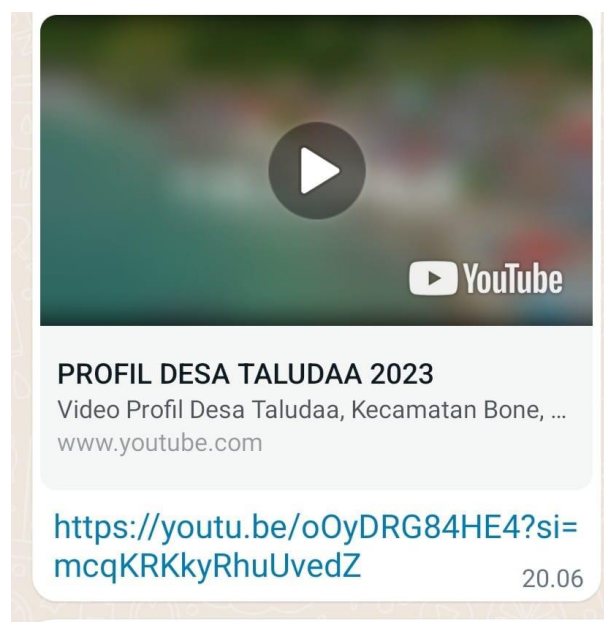 YouTube
PROFIL DESA TALUDAA 2023
Video Profil Desa Taludaa, Kecamatan Bone, ...
www.youtube.com
https://youtu.be/oOyDRG84HE4?si=
mcqKRKkyRhuUvedZ
20.06